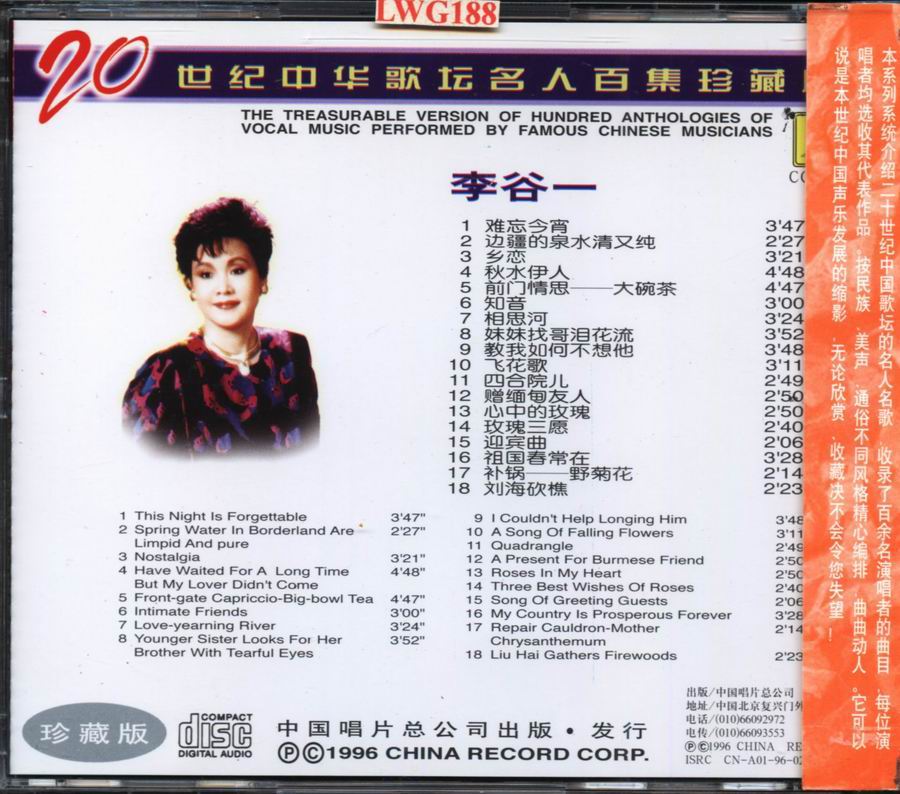 LWG188
20
世纪中华歌坛名人百集珍藏
THE TREASURABLE VERSION OF HUNDRED ANTHOLOGIES OF
VOCAL MUSIC PERFORMED BY FAMOUS CHINESE MUSICIANS
李谷一
1 难忘今宵 3'47
2 边疆的泉水清又纯 2'27
3 乡恋 3'21
4 秋水伊人 4'48
5 前门情思——大碗茶 4'47
6 知音 3'00
7 相思河 3'24
8 妹妹找哥泪花流 3'52
9 教我如何不想他 3'48
10 飞花歌 3'11
11 四合院儿 2'49
12 赠缅甸友人 2'50
13 心中的玫瑰 2'50
14 玫瑰三愿 2'40
15 迎宾曲 2'06
16 祖国春常在 3'28
17 补锅——野菊花 2'14
18 刘海砍樵 2'23
1 This Night Is Forgettable 3'47"
2 Spring Water In Borderland Are 2'27"
Limpid And pure
3 Nostalgia 3'21"
4 Have Waited For A Long Time 4'48"
But My Lover Didn't Come
5 Front-gate Capriccio-Big-bowl Tea 4'47"
6 Intimate Friends 3'00"
7 Love-yearning River 3'24"
8 Younger Sister Looks For Her 3'52"
Brother With Tearful Eyes
9 I Couldn't Help Longing Him 3'48
10 A Song Of Falling Flowers 3'11
11 Quadrangle 2'49
12 A Present For Burmese Friend 2'50
13 Roses In My Heart 2'50
14 Three Best Wishes Of Roses 2'40
15 Song Of Greeting Guests 2'06
16 My Country Is Prosperous Forever 3'28
17 Repair Cauldron-Mother 2'14
Chrysanthemum
18 Liu Hai Gathers Firewoods 2'23
珍藏版
COMPACT
disc
DIGITAL AUDIO
中国唱片总公司出版·发行
ⓅⒸ1996 CHINA RECORD CORP.
出版/中国唱片总公司
地址/中国北京复兴门外
电话/(010)66092972
电传/(010)66093553
ⓅⒸ1996 CHINA RE
ISRC CN-A01-96-02
本系列系统介绍二十世纪中国歌坛的名人名歌，收录了百余名演唱者的曲目，每位演
唱者均选收其代表作品。按民族、美声、通俗不同风格精心编排，曲曲动人。它可以
说是本世纪中国声乐发展的缩影，无论欣赏、收藏决不会令您失望！